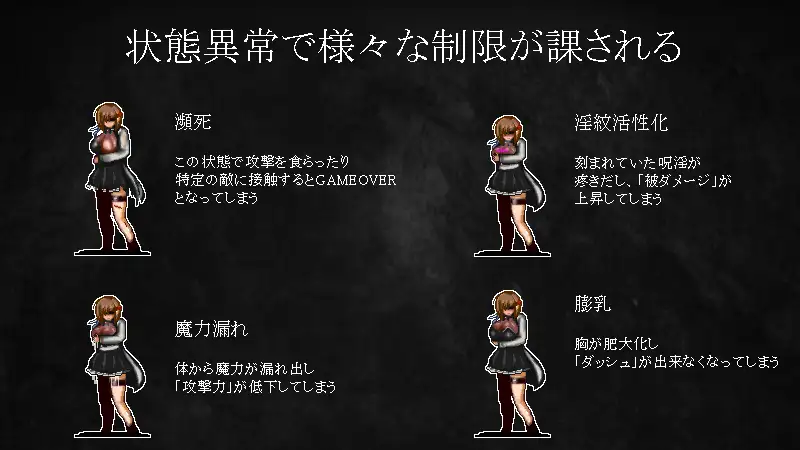 状態異常で様々な制限が課される
瀕死
この状態で攻撃を食らったり
特定の敵に接触するとGAMEOVER
となってしまう
淫紋活性化
刻まれていた呪淫が
疼きだし、「被ダメージ」が
上昇してしまう
魔力漏れ
体から魔力が漏れ出し
「攻撃力」が低下してしまう
膨乳
胸が肥大化し
「ダッシュ」が出来なくなってしまう